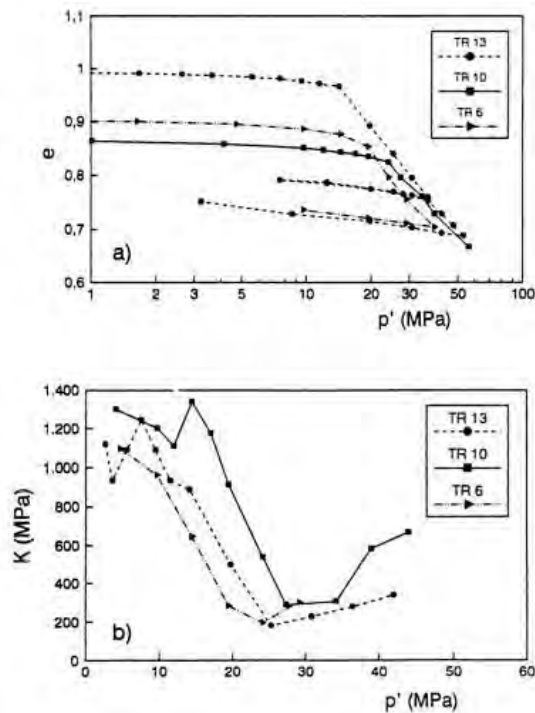 1,1
1
0,9
0,8
0,7
0,6
e
a)
TR 13
TR 10
TR 6
1 2 3 5 10 20 30 50 100
p' (MPa)
1.400
1.200
1.000
800
600
400
200
0
K (MPa)
b)
TR 13
TR 10
TR 6
0 10 20 30 40 50 60
p' (MPa)